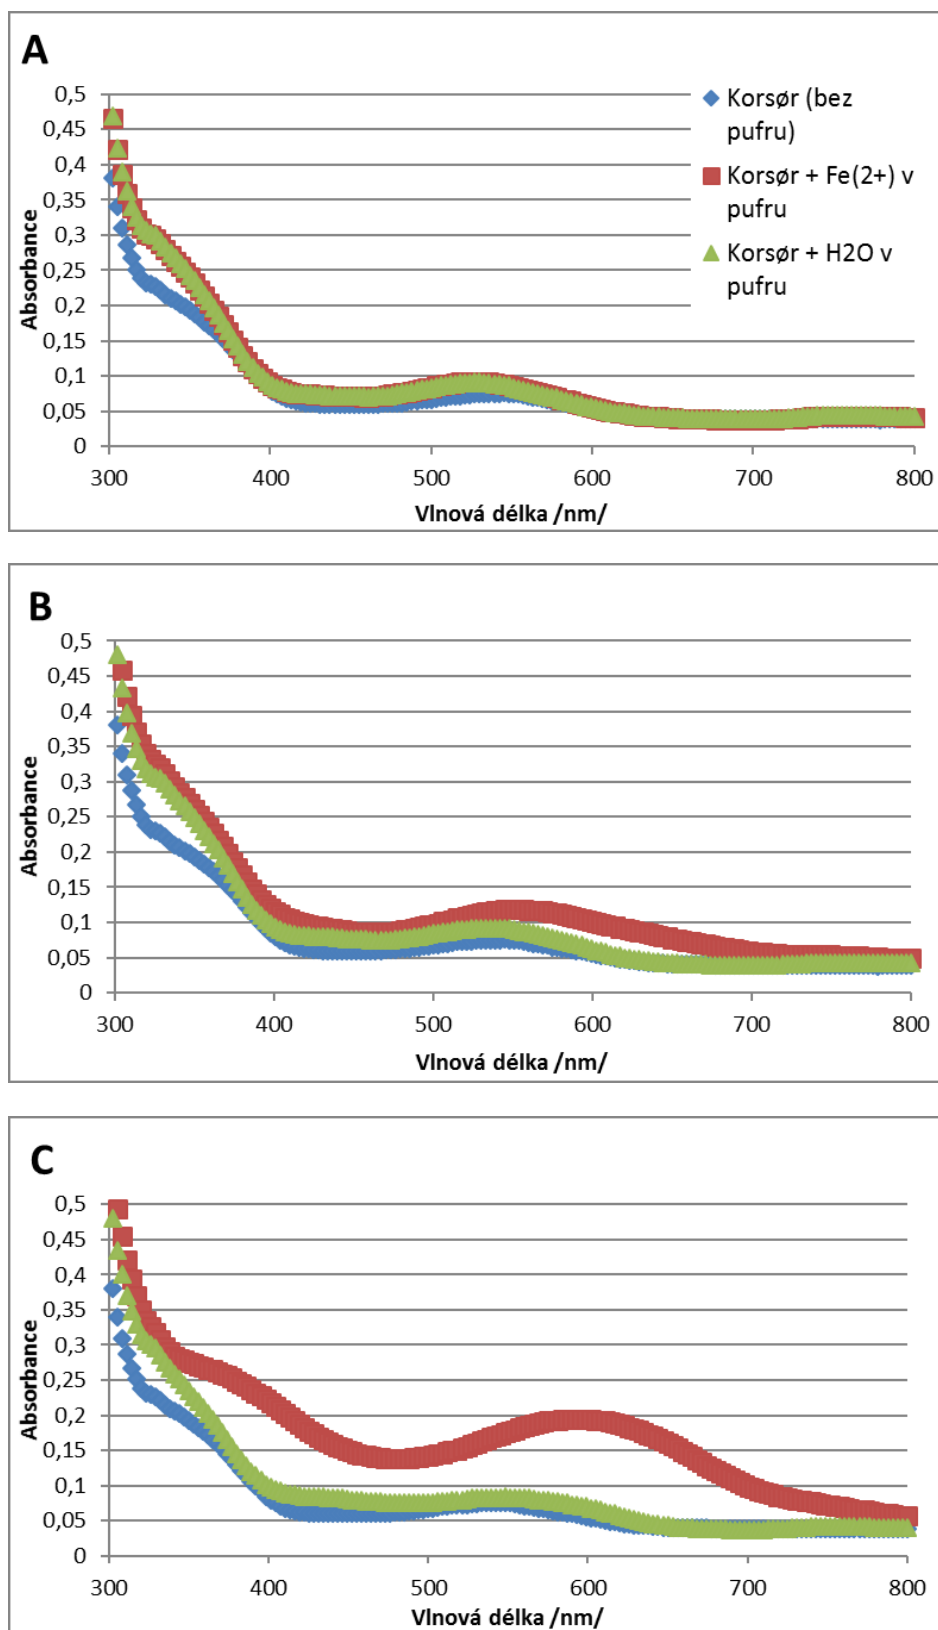 A
0,5
0,45
0,4
0,35
0,3
0,25
0,2
0,15
0,1
0,05
0
Absorbance
300 400 500 600 700 800
Vlnová délka /nm/
Korsør (bez
pufru)
Korsør + Fe(2+) v
pufru
Korsør + H2O v
pufru
B
0,5
0,45
0,4
0,35
0,3
0,25
0,2
0,15
0,1
0,05
0
Absorbance
300 400 500 600 700 800
Vlnová délka /nm/
C
0,5
0,45
0,4
0,35
0,3
0,25
0,2
0,15
0,1
0,05
0
Absorbance
300 400 500 600 700 800
Vlnová délka /nm/